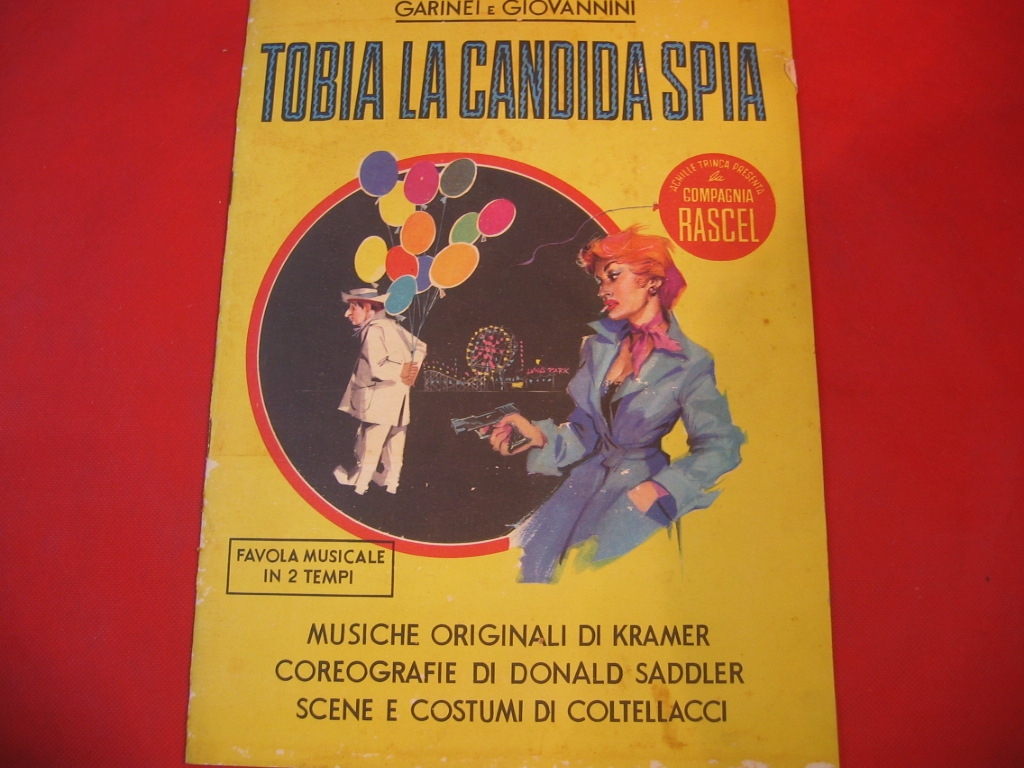 GARINEI E GIOVANNINI
TOBIA LA CANDIDA SPIA
ACHILLE TRINCA PRESENTA
la
COMPAGNIA
RASCEL
LUNA PARK
FAVOLA MUSICALE
IN 2 TEMPI
MUSICHE ORIGINALI DI KRAMER
COREOGRAFIE DI DONALD SADDLER
SCENE E COSTUMI DI COLTELLACCI